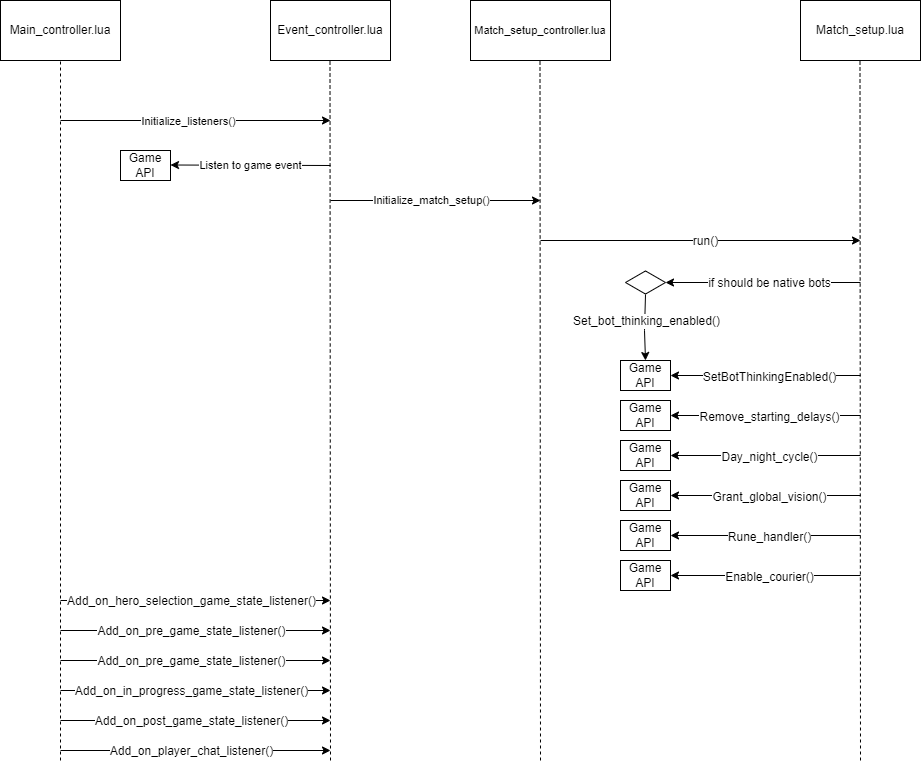 Main_controller.lua
Event_controller.lua
Match_setup_controller.lua
Match_setup.lua
Initialize_listeners()
Game
API
Listen to game event
Initialize_match_setup()
run()
if should be native bots
Set_bot_thinking_enabled()
Game
API
SetBotThinkingEnabled()
Game
API
Remove_starting_delays()
Game
API
Day_night_cycle()
Game
API
Grant_global_vision()
Game
API
Rune_handler()
Game
API
Enable_courier()
Add_on_hero_selection_game_state_listener()
Add_on_pre_game_state_listener()
Add_on_pre_game_state_listener()
Add_on_in_progress_game_state_listener()
Add_on_post_game_state_listener()
Add_on_player_chat_listener()